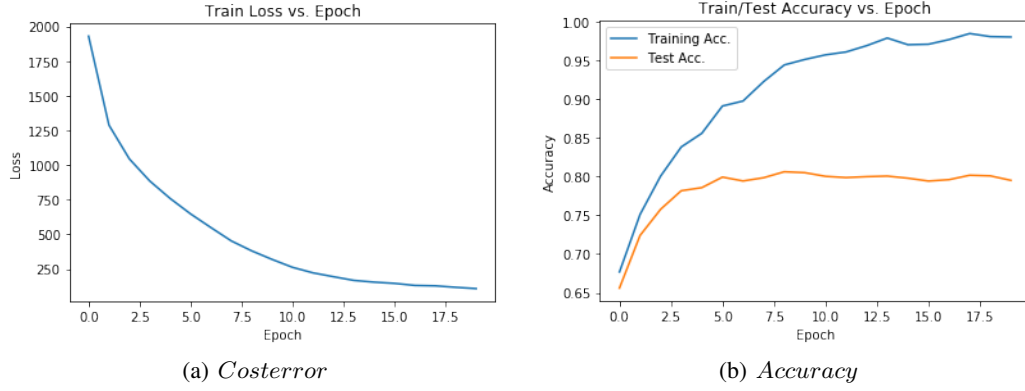 Train Loss vs. Epoch
2000
1750
1500
1250
1000
750
500
250
Loss
0.0 2.5 5.0 7.5 10.0 12.5 15.0 17.5
Epoch
(a) Costerror
Train/Test Accuracy vs. Epoch
Training Acc.
Test Acc.
1.00
0.95
0.90
0.85
0.80
0.75
0.70
0.65
Accuracy
0.0 2.5 5.0 7.5 10.0 12.5 15.0 17.5
Epoch
(b) Accuracy